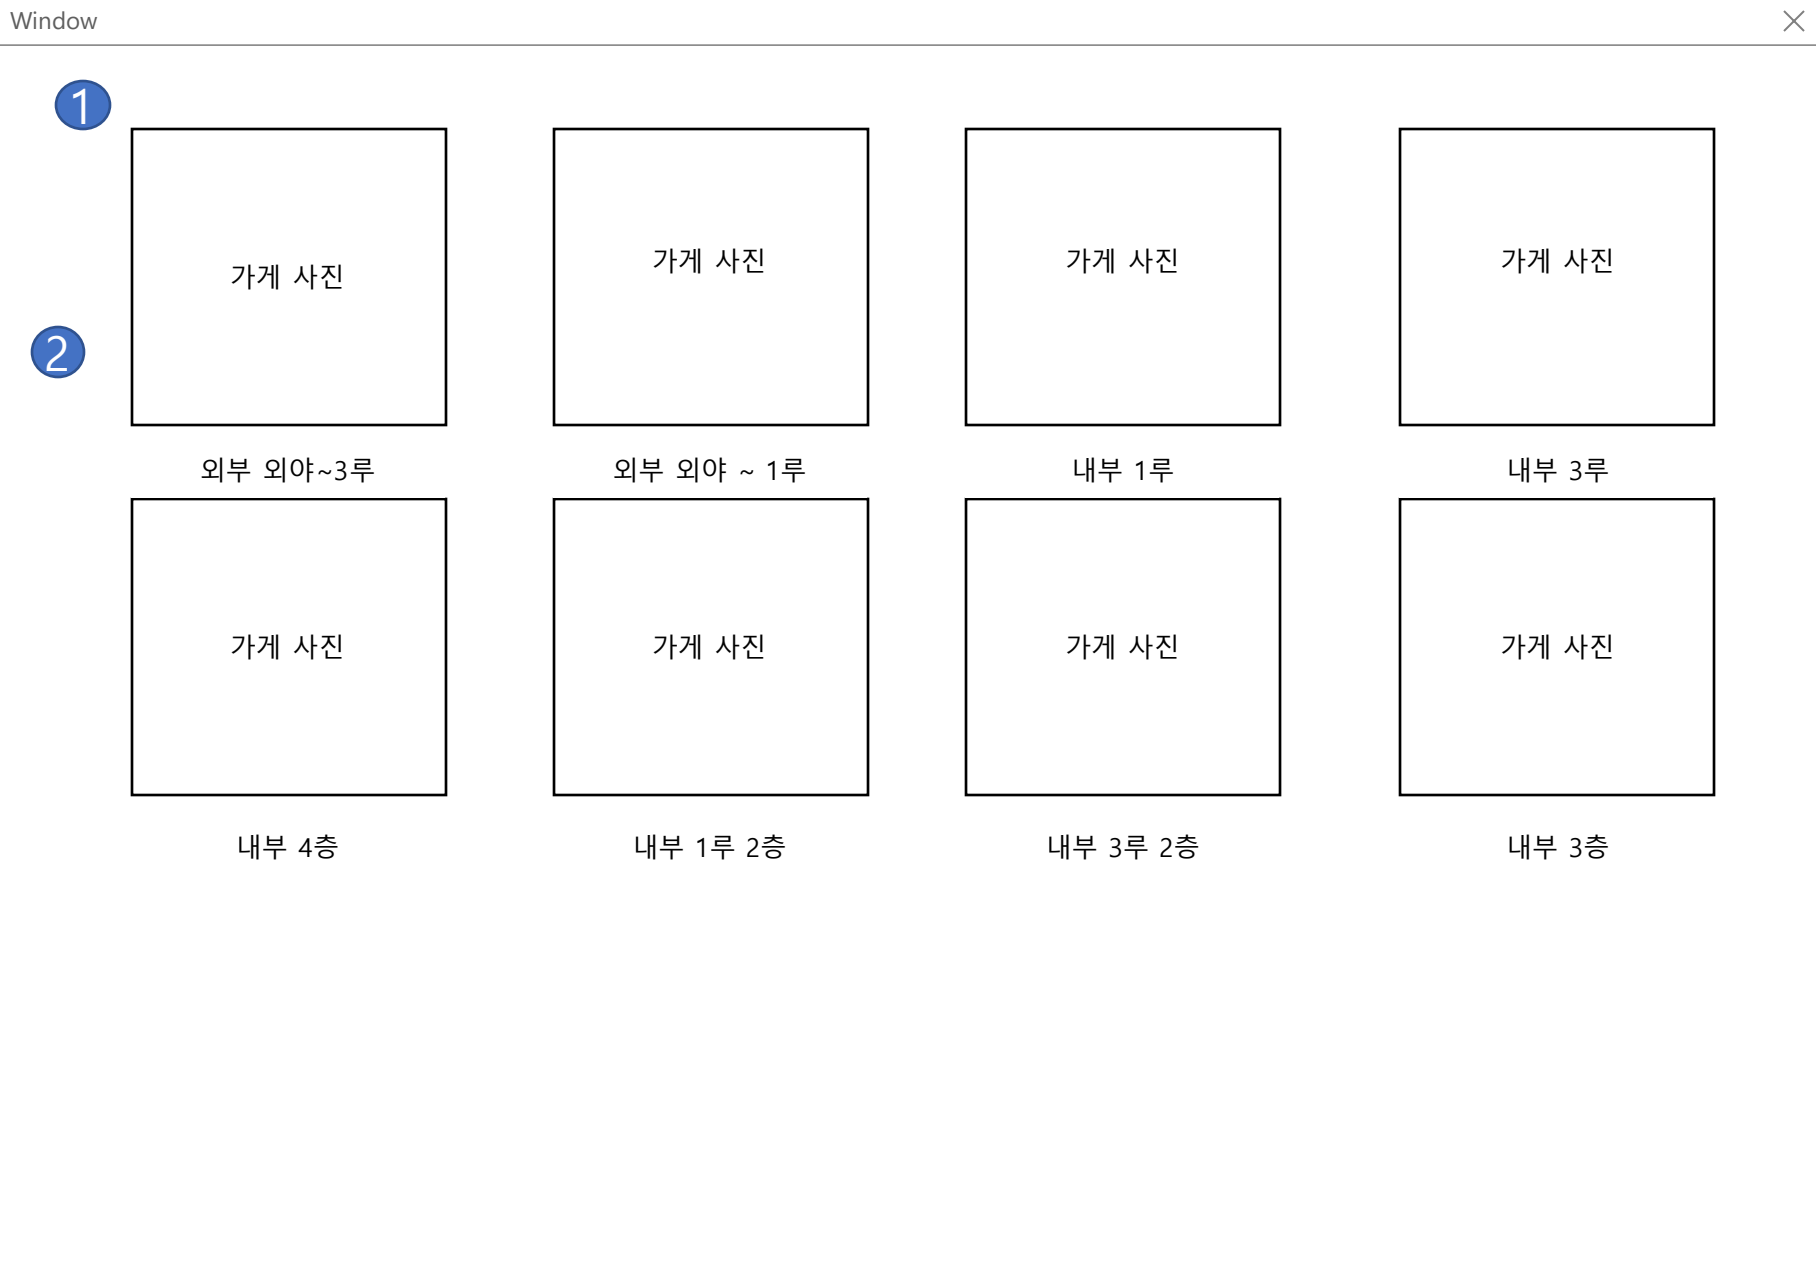 Window
1
가게 사진
가게 사진
가게 사진
가게 사진
2
외부 외야~3루
외부 외야 ~ 1루
내부 1루
내부 3루
가게 사진
가게 사진
가게 사진
가게 사진
내부 4층
내부 1루 2층
내부 3루 2층
내부 3층